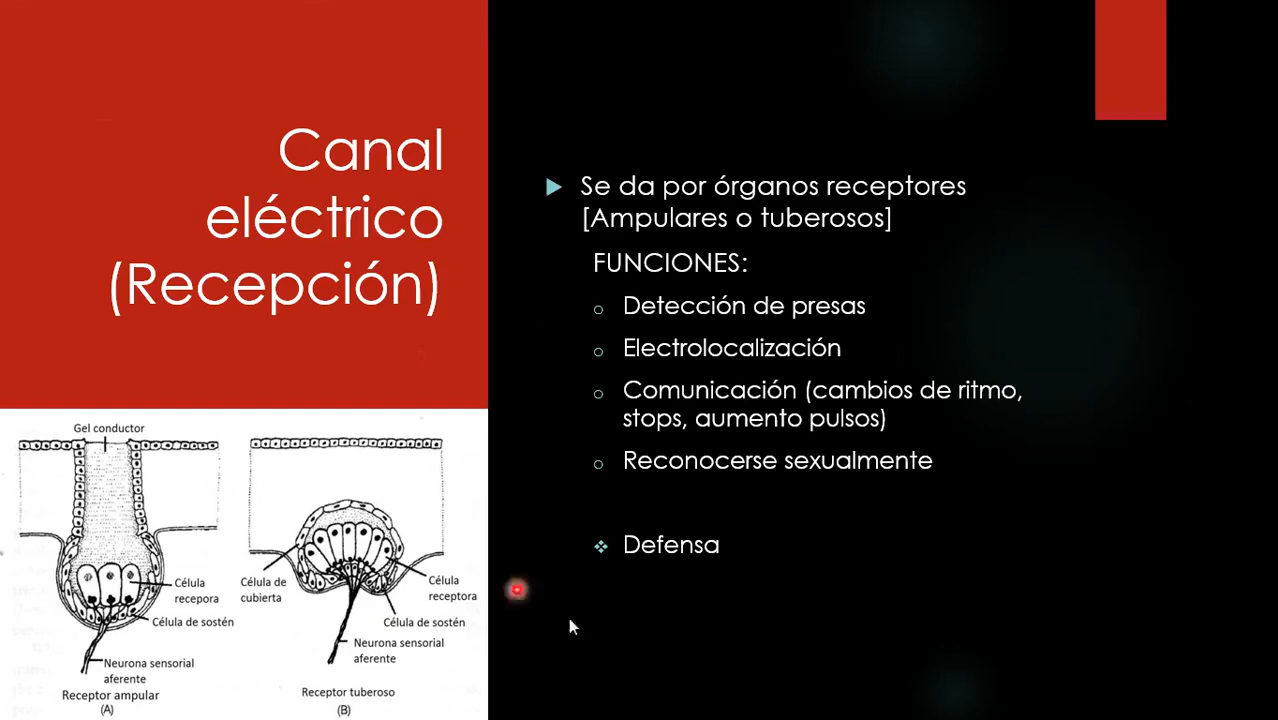 Canal
eléctrico
(Recepción)
Se da por órganos receptores
[Ampulares o tuberosos]
FUNCIONES:
Detección de presas
Electrolocalización
Comunicación (cambios de ritmo,
stops, aumento pulsos)
Reconocerse sexualmente
Defensa
Gel conductor
Célula
recepora
Célula de sostén
Neurona sensorial
aferente
Receptor ampular
(A)
Célula de
cubierta
Célula
receptora
Célula de sostén
Neurona sensorial
aferente
Receptor tuberoso
(B)